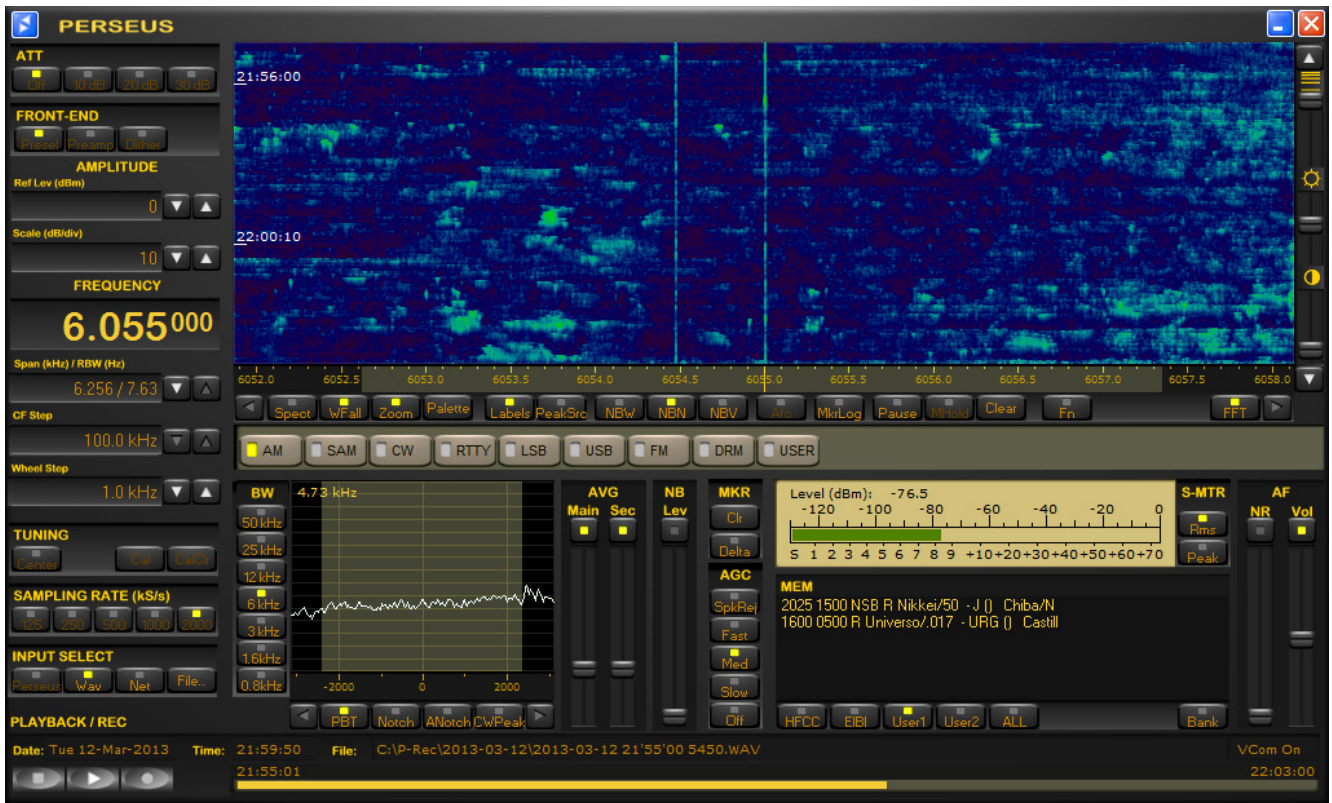 PERSEUS
ATT
Off 10 dB 20 dB 30 dB
FRONT-END
Presel Preamp Dither
AMPLITUDE
Ref Lev (dBm)
0
Scale (dB/div)
10
FREQUENCY
6.055000
Span (kHz) / RBW (Hz)
6.256 / 7.63
CF Step
100.0 kHz
Wheel Step
1.0 kHz
TUNING
Center Cal CalClr
SAMPLING RATE (kS/s)
125 250 500 1000 2000
INPUT SELECT
Perseus Wav Net File..
PLAYBACK / REC
21:56:00
22:00:10
6052.0 6052.5 6053.0 6053.5 6054.0 6054.5 6055.0 6055.5 6056.0 6056.5 6057.0 6057.5 6058.0
Spect WFall Zoom Palette Labels PeakSrc NBW NBN NBV Afc MkrLog Pause MHold Clear Fn FFT
AM SAM CW RTTY LSB USB FM DRM USER
BW
50 kHz
25 kHz
12 kHz
6 kHz
3 kHz
1.6kHz
0.8kHz
4.73 kHz
-2000 0 2000
PBT Notch ANotch CWPeak
AVG
Main Sec
NB
Lev
MKR
Clr
Delta
AGC
SpkRej
Fast
Med
Slow
Off
Level (dBm): -76.5
-120 -100 -80 -60 -40 -20 0
S 1 2 3 4 5 6 7 8 9 +10+20+30+40+50+60+70
S-MTR
Rms
Peak
AF
NR Vol
MEM
2025 1500 NSB R Nikkei/50 - J () Chiba/N
1600 0500 R Universo/.017 - URG () Castill
HFCC EIBI User1 User2 ALL Bank
Date: Tue 12-Mar-2013 Time: 21:59:50 File: C:\P-Rec\2013-03-12\2013-03-12 21'55'00 5450.WAV VCom On
21:55:01 22:03:00